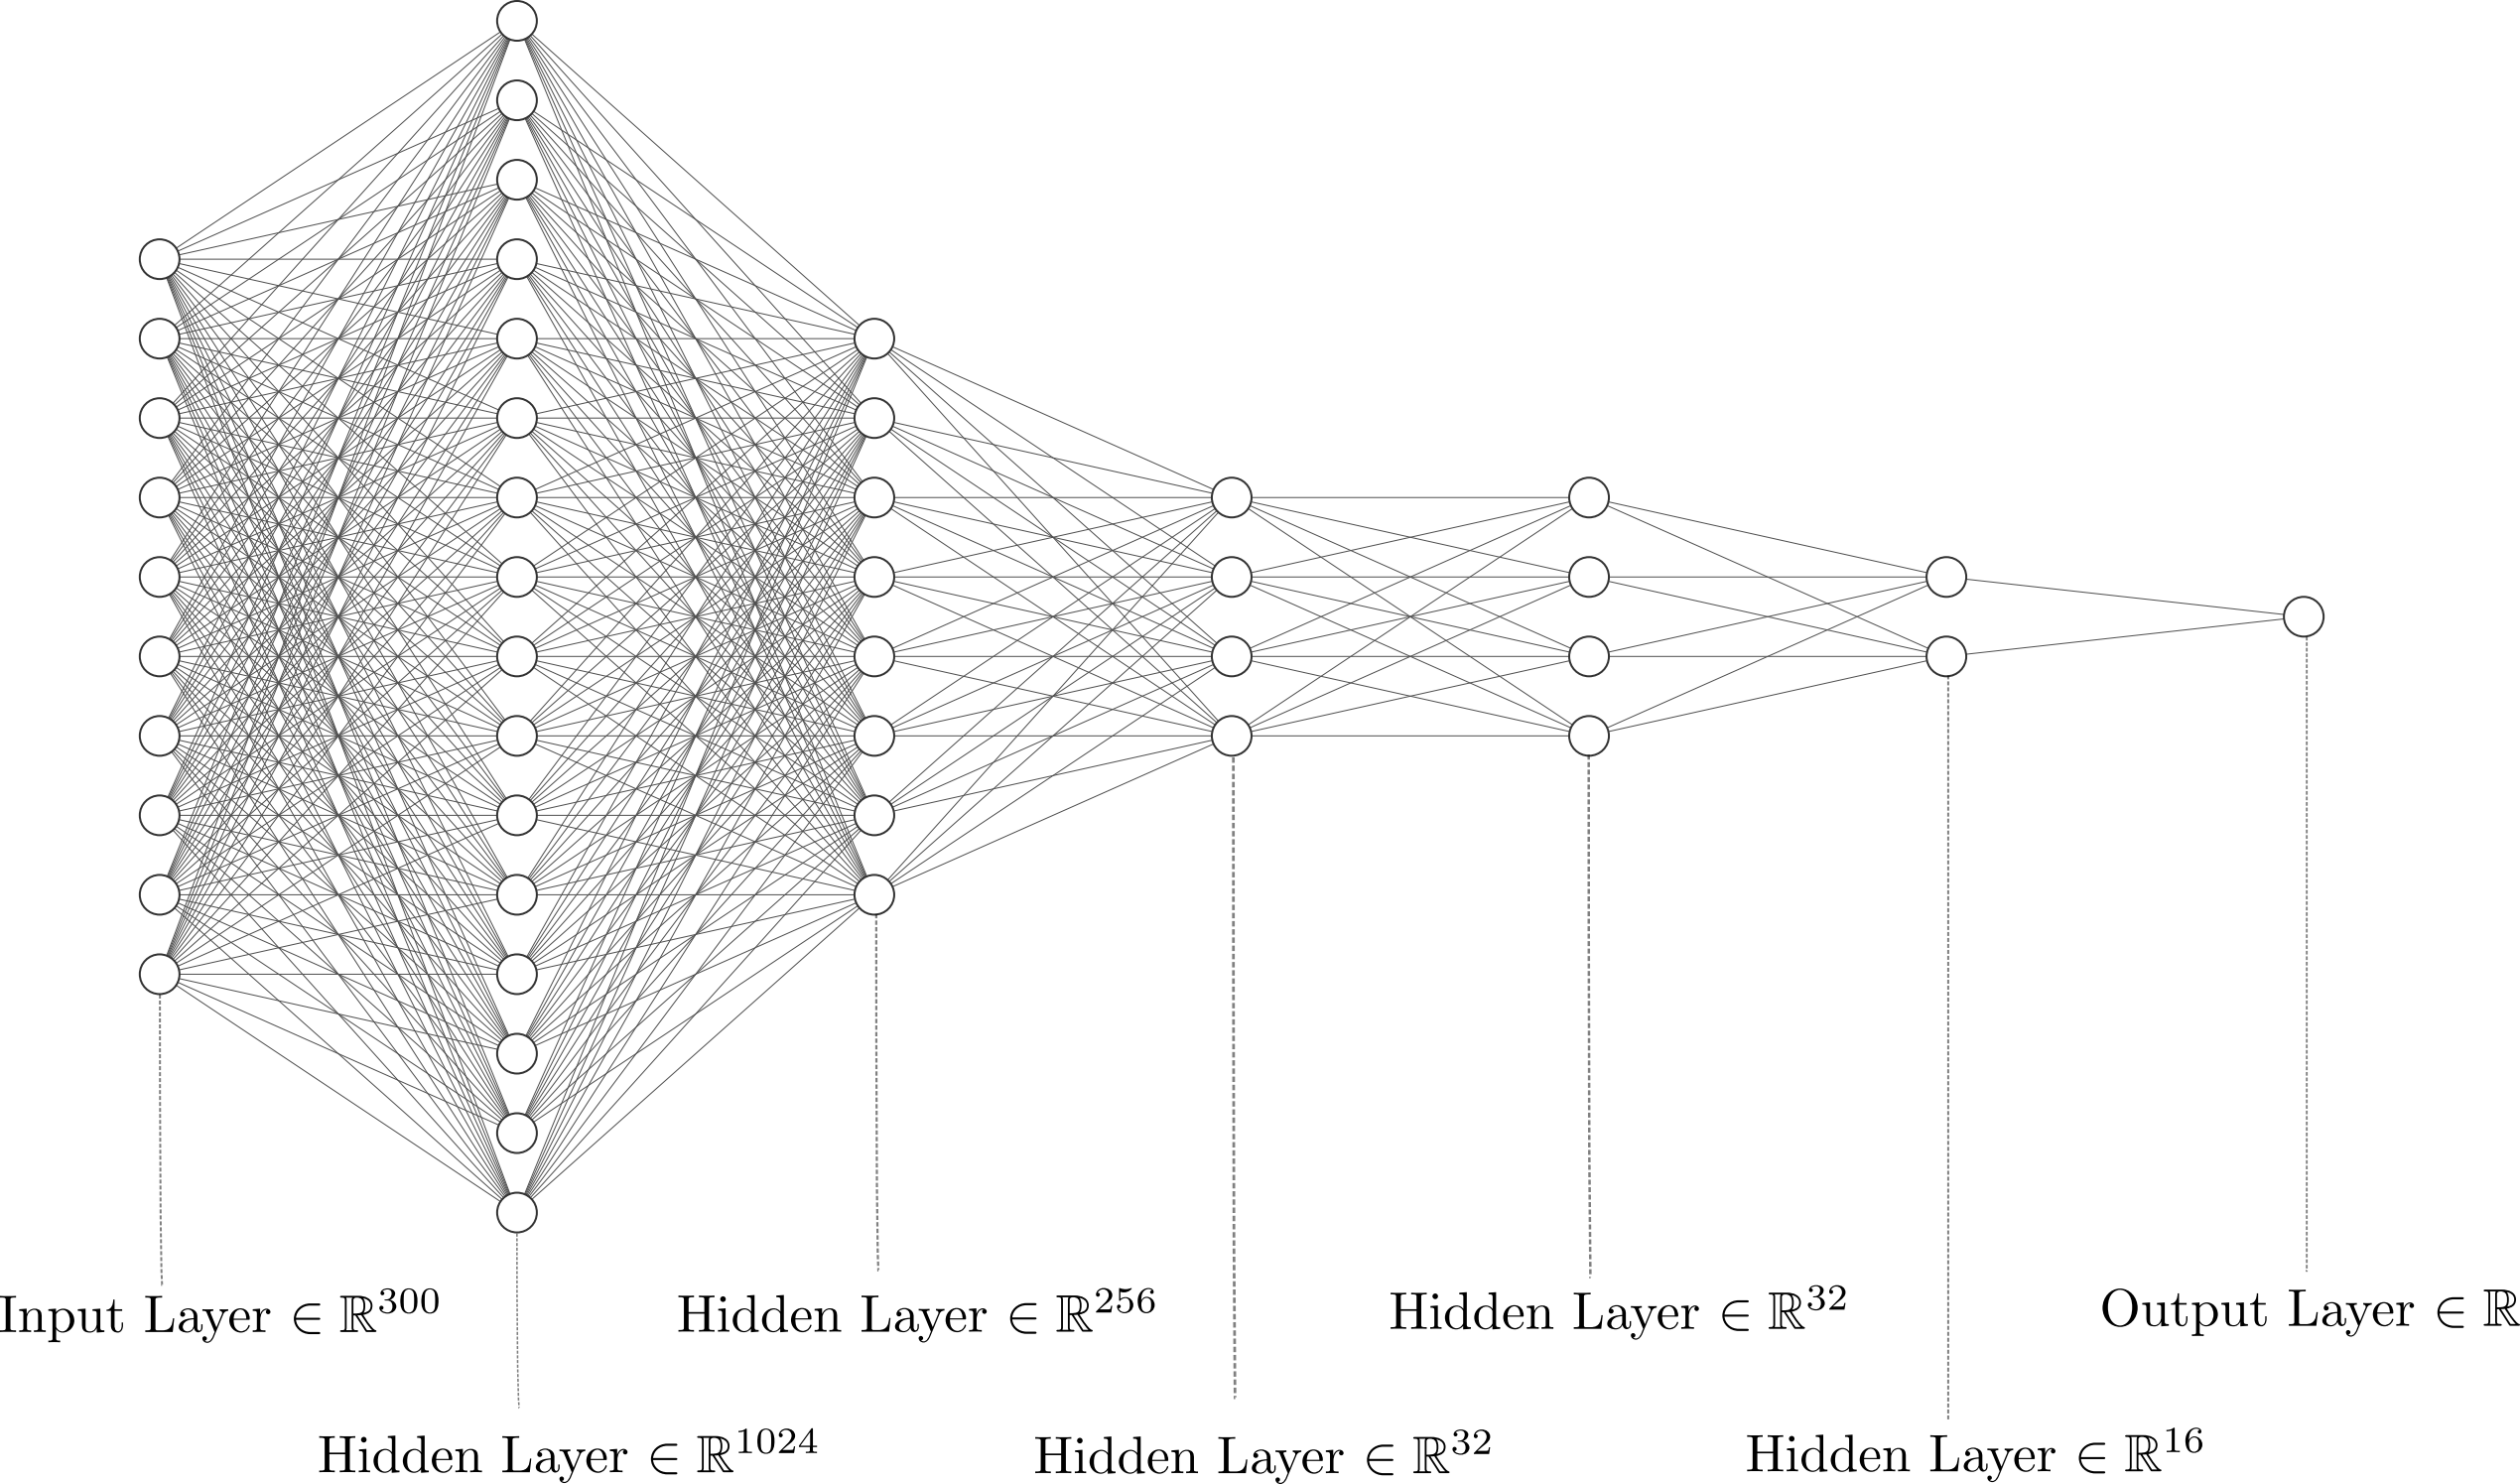 Input Layer ∈ ℝ³⁰⁰
Hidden Layer ∈ ℝ¹⁰²⁴
Hidden Layer ∈ ℝ²⁵⁶
Hidden Layer ∈ ℝ³²
Hidden Layer ∈ ℝ³²
Hidden Layer ∈ ℝ¹⁶
Output Layer ∈ ℝ